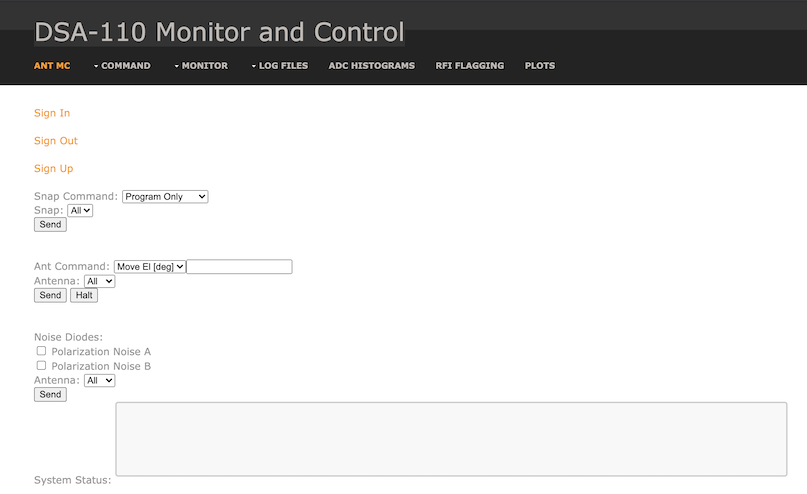 DSA-110 Monitor and Control
ANT MC COMMAND MONITOR LOG FILES ADC HISTOGRAMS RFI FLAGGING PLOTS
Sign In
Sign Out
Sign Up
Snap Command: Program Only
Snap: All
Send
Ant Command: Move El [deg]
Antenna: All
Send Halt
Noise Diodes:
Polarization Noise A
Polarization Noise B
Antenna: All
Send
System Status: